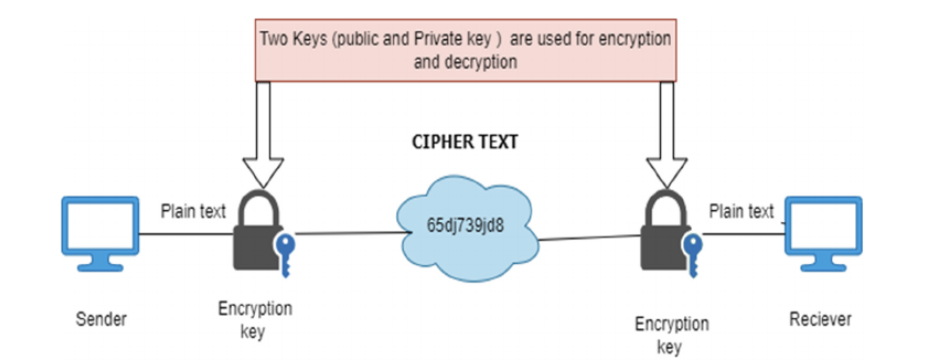 Two Keys (public and Private key ) are used for encryption
and decryption
CIPHER TEXT
Plain text
65dj739jd8
Plain text
Sender
Encryption
key
Encryption
key
Reciever